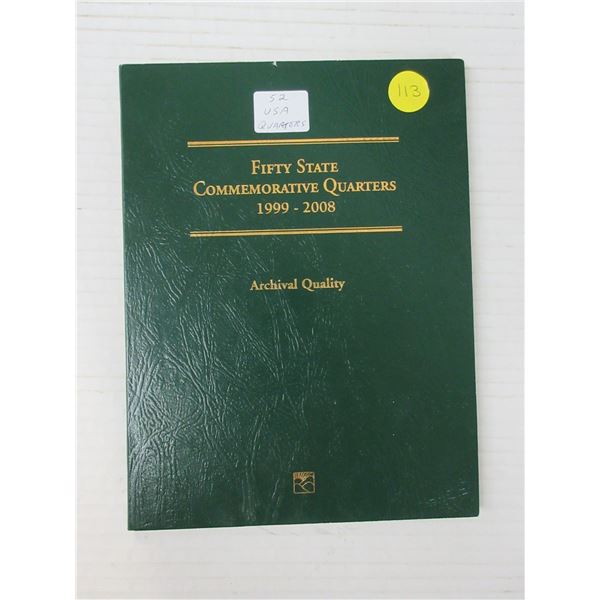 52
USA
QUARTERS
113
FIFTY STATE
COMMEMORATIVE QUARTERS
1999 - 2008
Archival Quality